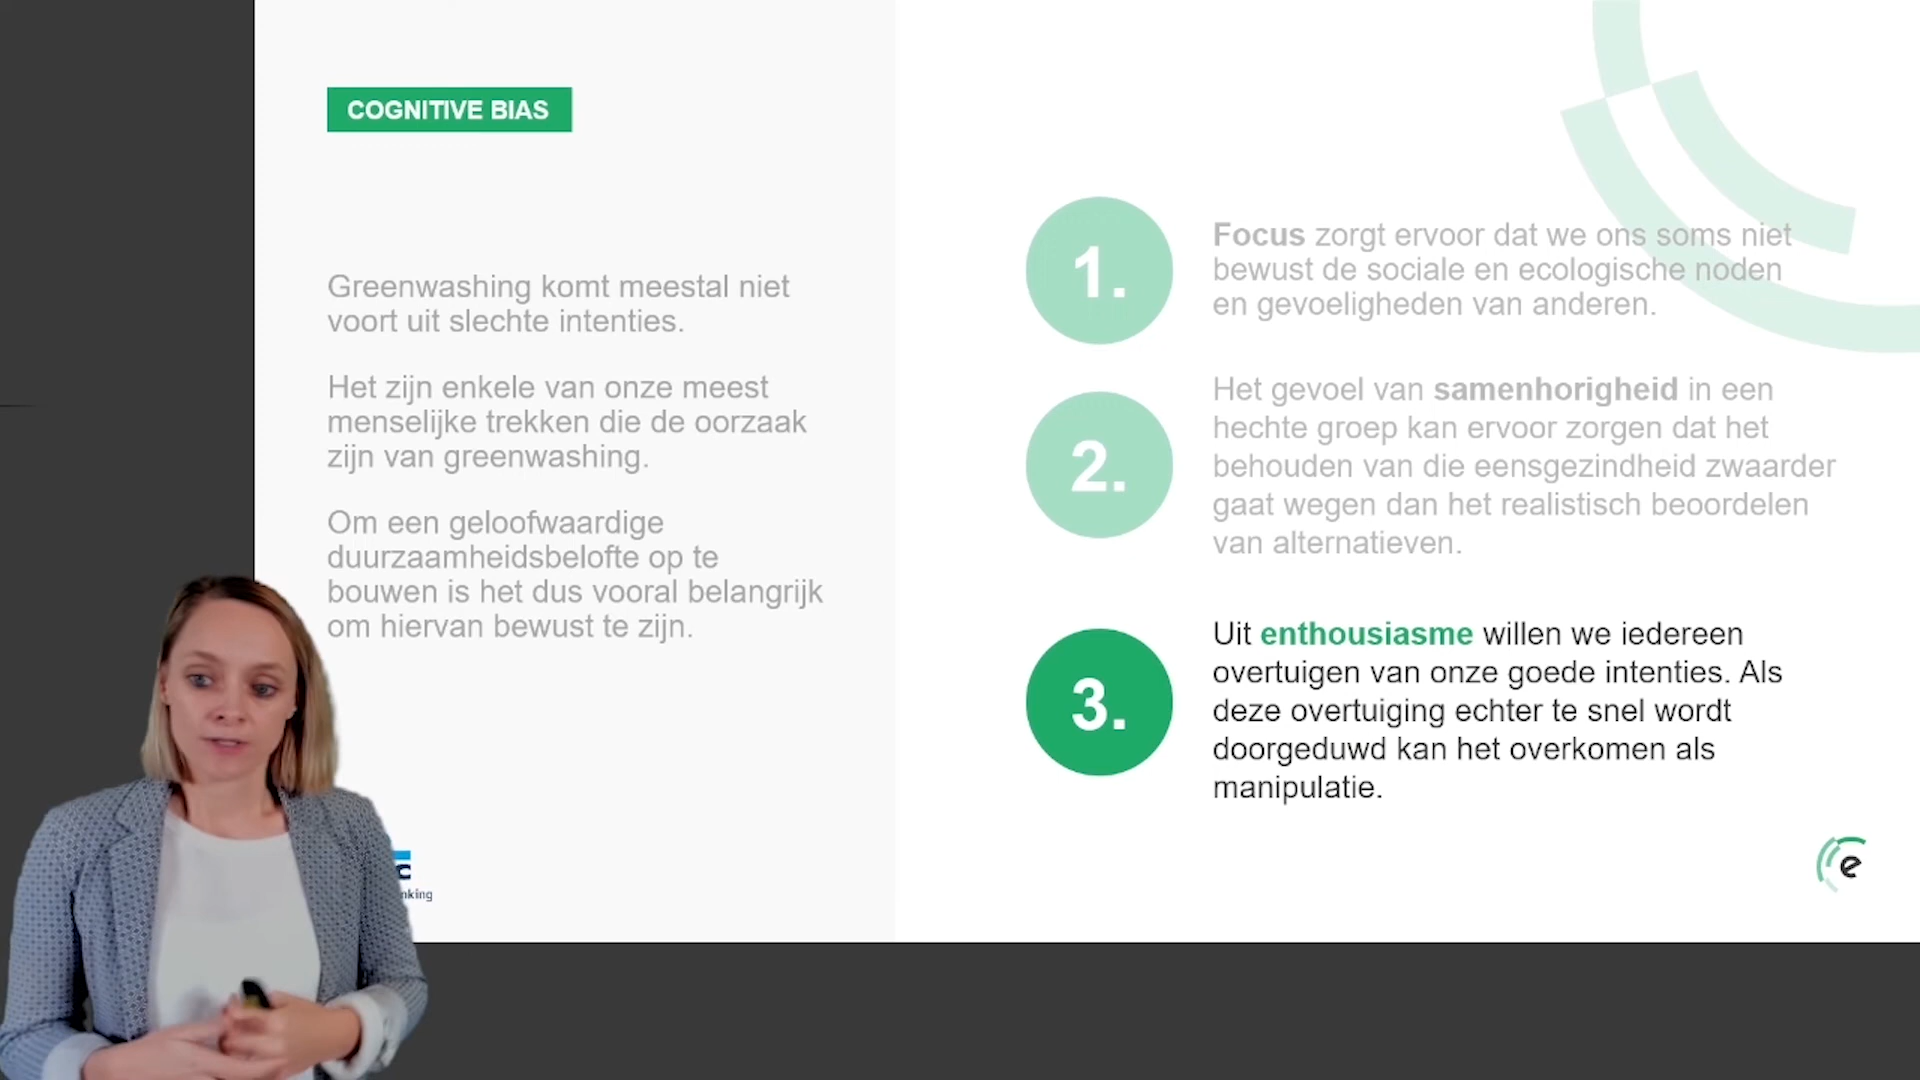 COGNITIVE BIAS
Greenwashing komt meestal niet
voort uit slechte intenties.
Het zijn enkele van onze meest
menselijke trekken die de oorzaak
zijn van greenwashing.
Om een geloofwaardige
duurzaamheidsbelofte op te
bouwen is het dus vooral belangrijk
om hiervan bewust te zijn.
1.
Focus zorgt ervoor dat we ons soms niet
bewust de sociale en ecologische noden
en gevoeligheden van anderen.
2.
Het gevoel van samenhorigheid in een
hechte groep kan ervoor zorgen dat het
behouden van die eensgezindheid zwaarder
gaat wegen dan het realistisch beoordelen
van alternatieven.
3.
Uit enthousiasme willen we iedereen
overtuigen van onze goede intenties. Als
deze overtuiging echter te snel wordt
doorgeduwd kan het overkomen als
manipulatie.
e